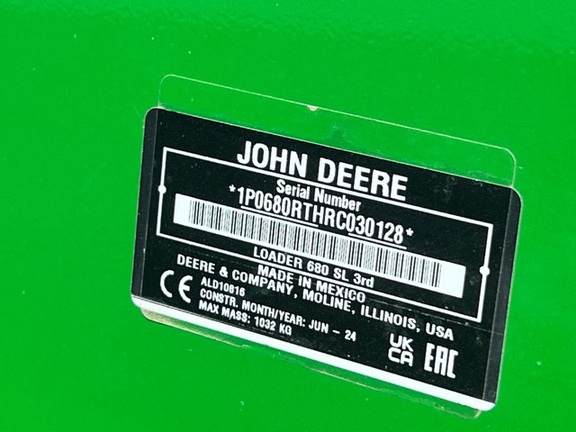 JOHN DEERE
Serial Number
*1P0680RTHRC030128*
LOADER 680 SL 3rd
MADE IN MEXICO
DEERE & COMPANY, MOLINE, ILLINOIS, USA
ALD10816
CONSTR. MONTH/YEAR: JUN - 24
MAX MASS: 1032 KG
CE
UK
CA
EAC